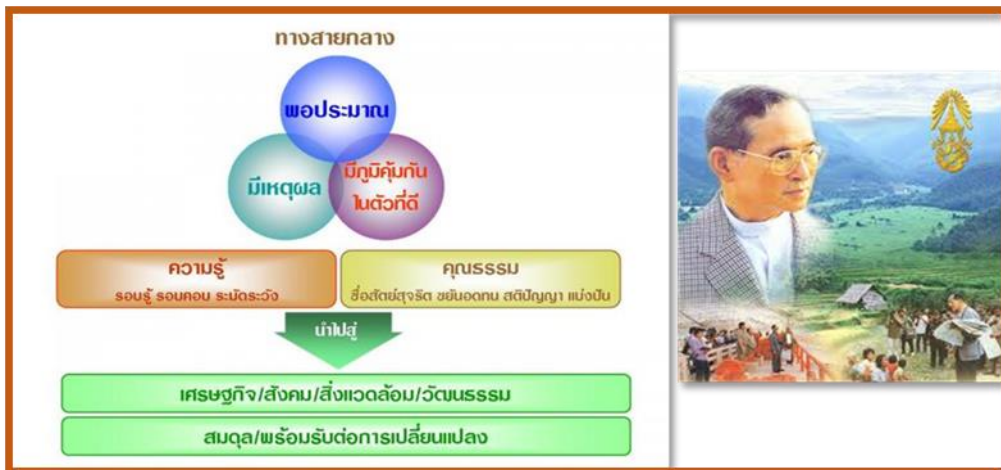 ทางสายกลาง
พอประมาณ
มีเหตุผล
มีภูมิคุ้มกัน
ในตัวที่ดี
ความรู้
รอบรู้ รอบคอบ ระมัดระวัง
คุณธรรม
ซื่อสัตย์สุจริต ขยันอดทน สติปัญญา แบ่งปัน
นำไปสู่
เศรษฐกิจ/สังคม/สิ่งแวดล้อม/วัฒนธรรม
สมดุล/พร้อมรับต่อการเปลี่ยนแปลง